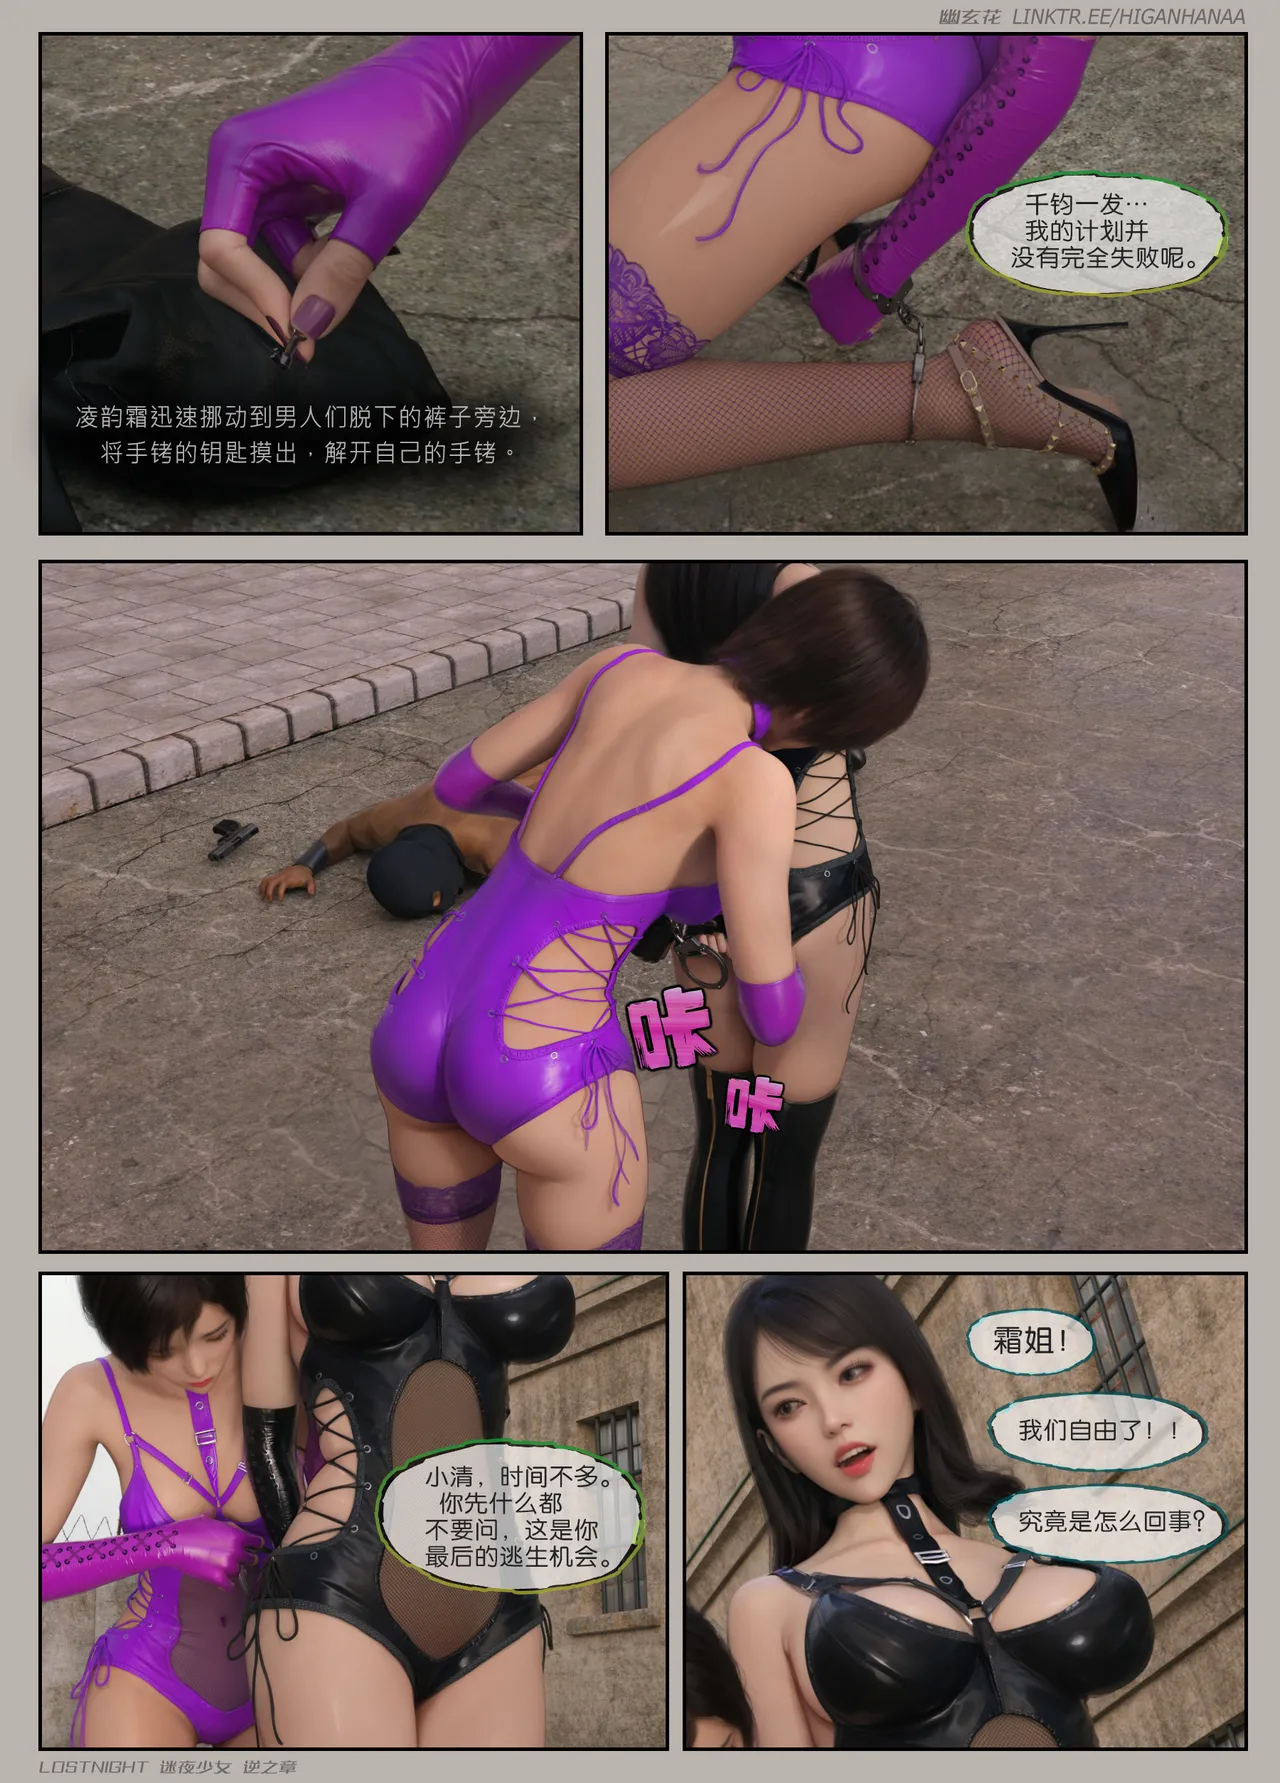 幽玄花 LINKTR.EE/HIGANHANAA
凌韵霜迅速挪动到男人们脱下的裤子旁边，
将手铐的钥匙摸出，解开自己的手铐。
千钧一发…
我的计划并
没有完全失败呢。
咔
咔
小清，时间不多。
你先什么都
不要问，这是你
最后的逃生机会。
霜姐！
我们自由了！！
究竟是怎么回事？
LOSTNIGHT 迷夜少女 逆之章